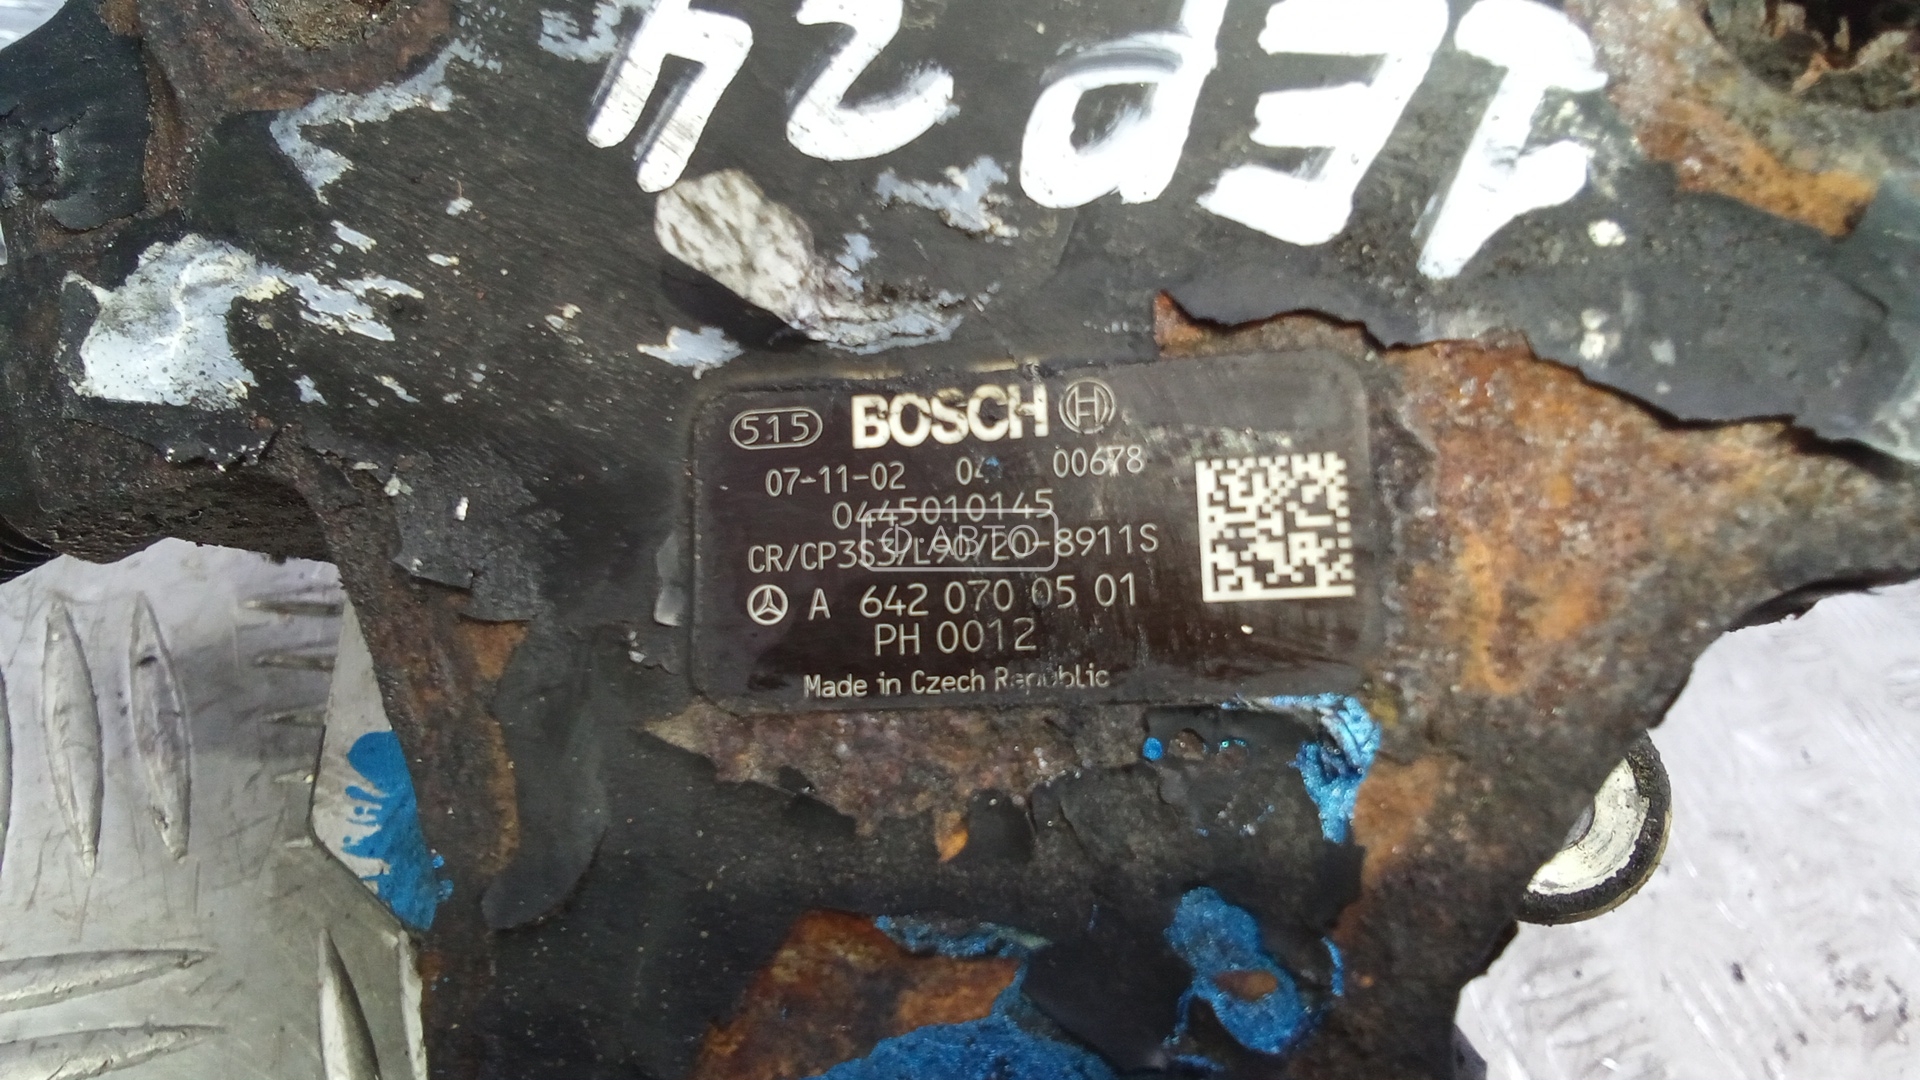 515 BOSCH
07-11-02 04 00678
0445010145
CR/CP3S3/L90/20-8911S
A 642 070 05 01
PH 0012
Made in Czech Republic
Ф·АВТО